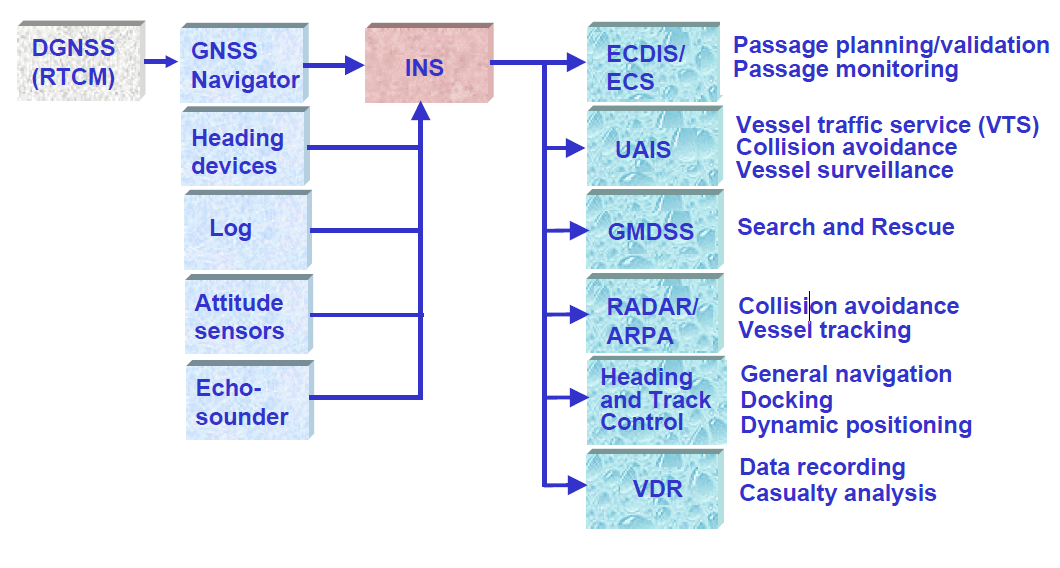 DGNSS
(RTCM)
GNSS
Navigator
INS
Heading
devices
Log
Attitude
sensors
Echo-
sounder
ECDIS/
ECS
Passage planning/validation
Passage monitoring
UAIS
Vessel traffic service (VTS)
Collision avoidance
Vessel surveillance
GMDSS
Search and Rescue
RADAR/
ARPA
Collision avoidance
Vessel tracking
Heading
and Track
Control
General navigation
Docking
Dynamic positioning
VDR
Data recording
Casualty analysis